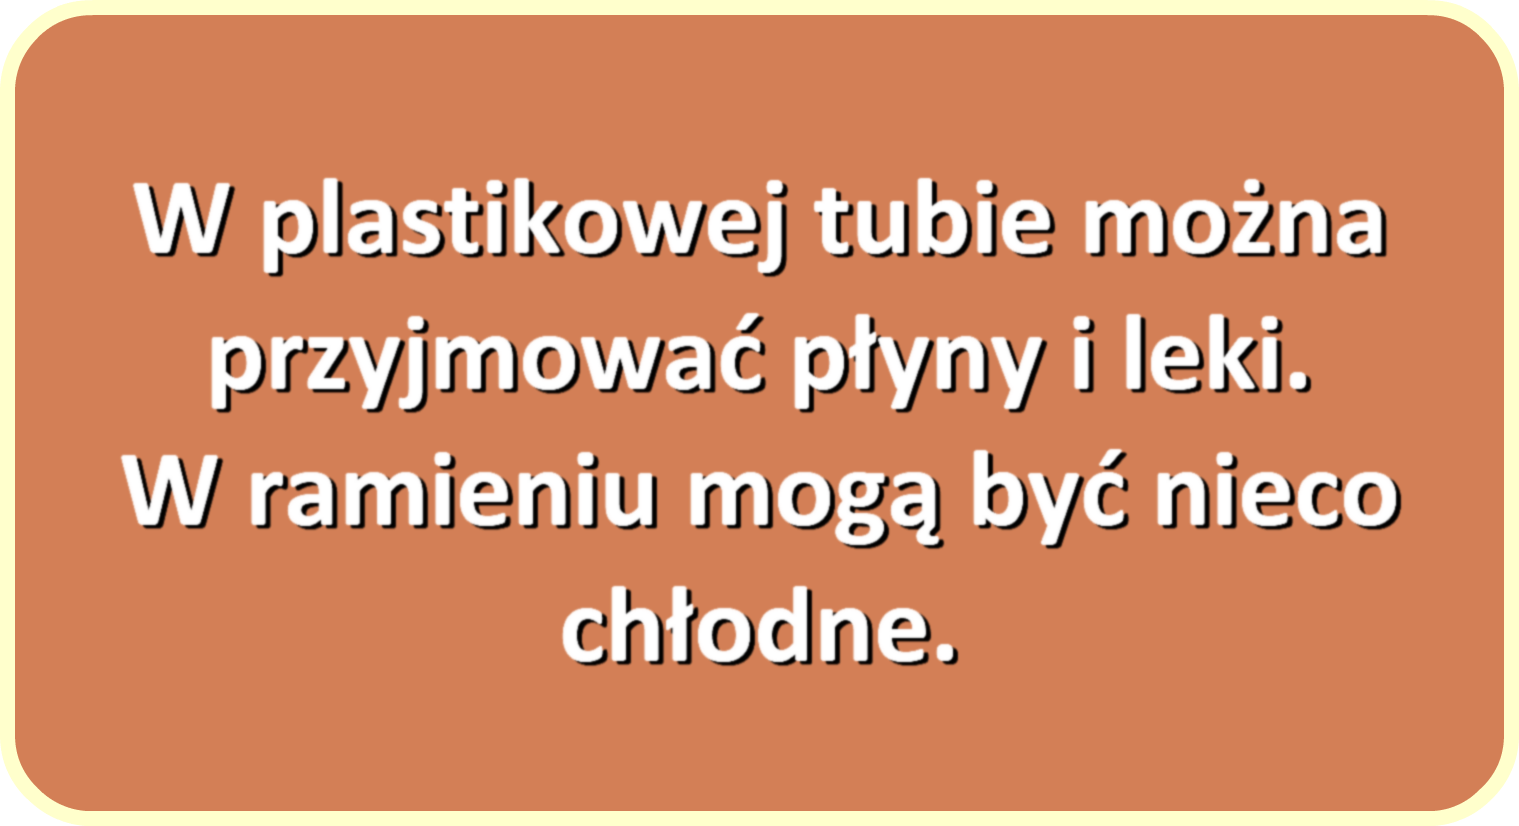 W plastikowej tubie można
przyjmować płyny i leki.
W ramieniu mogą być nieco
chłodne.